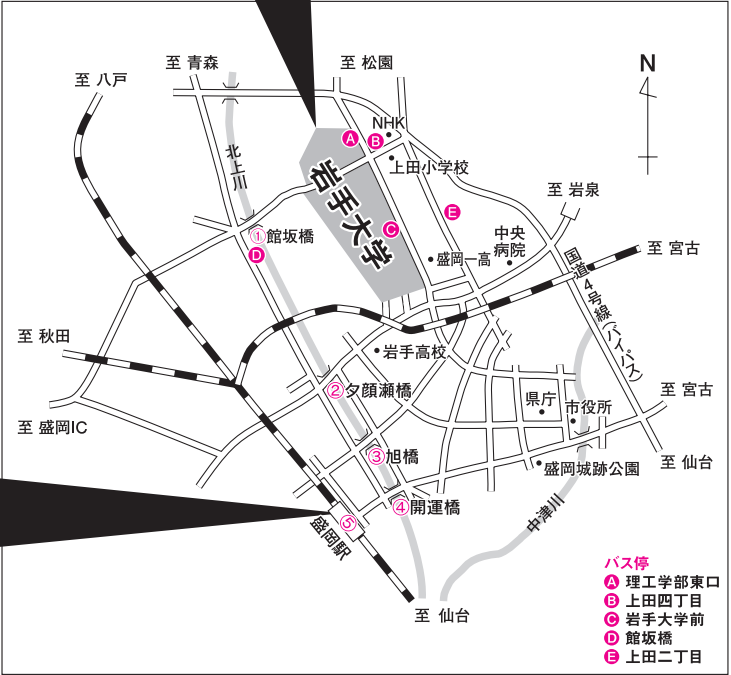 至 青森
至 松園
至 八戸
N
NHK
A
B
上田小学校
北上川
岩手大学
至 岩泉
E
C
①館坂橋
D
中央
病院
盛岡一高
至 宮古
国道4号線(バイパス)
至 秋田
岩手高校
②夕顔瀬橋
至 宮古
県庁
市役所
至 盛岡IC
③旭橋
盛岡城跡公園
至 仙台
④開運橋
⑤
盛岡駅
中津川
至 仙台
バス停
A 理工学部東口
B 上田四丁目
C 岩手大学前
D 館坂橋
E 上田二丁目